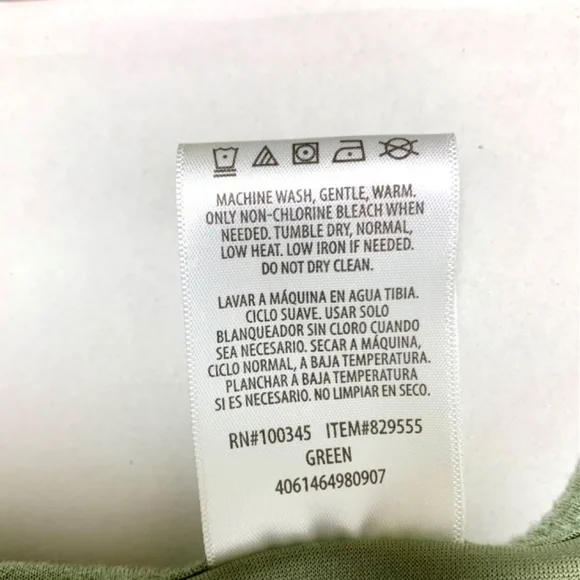 MACHINE WASH, GENTLE, WARM.
ONLY NON-CHLORINE BLEACH WHEN
NEEDED. TUMBLE DRY, NORMAL,
LOW HEAT. LOW IRON IF NEEDED.
DO NOT DRY CLEAN.
LAVAR A MÁQUINA EN AGUA TIBIA.
CICLO SUAVE. USAR SOLO
BLANQUEADOR SIN CLORO CUANDO
SEA NECESARIO. SECAR A MÁQUINA,
CICLO NORMAL, A BAJA TEMPERATURA.
PLANCHAR A BAJA TEMPERATURA
SI ES NECESARIO. NO LIMPIAR EN SECO.
RN#100345 ITEM#829555
GREEN
4061464980907